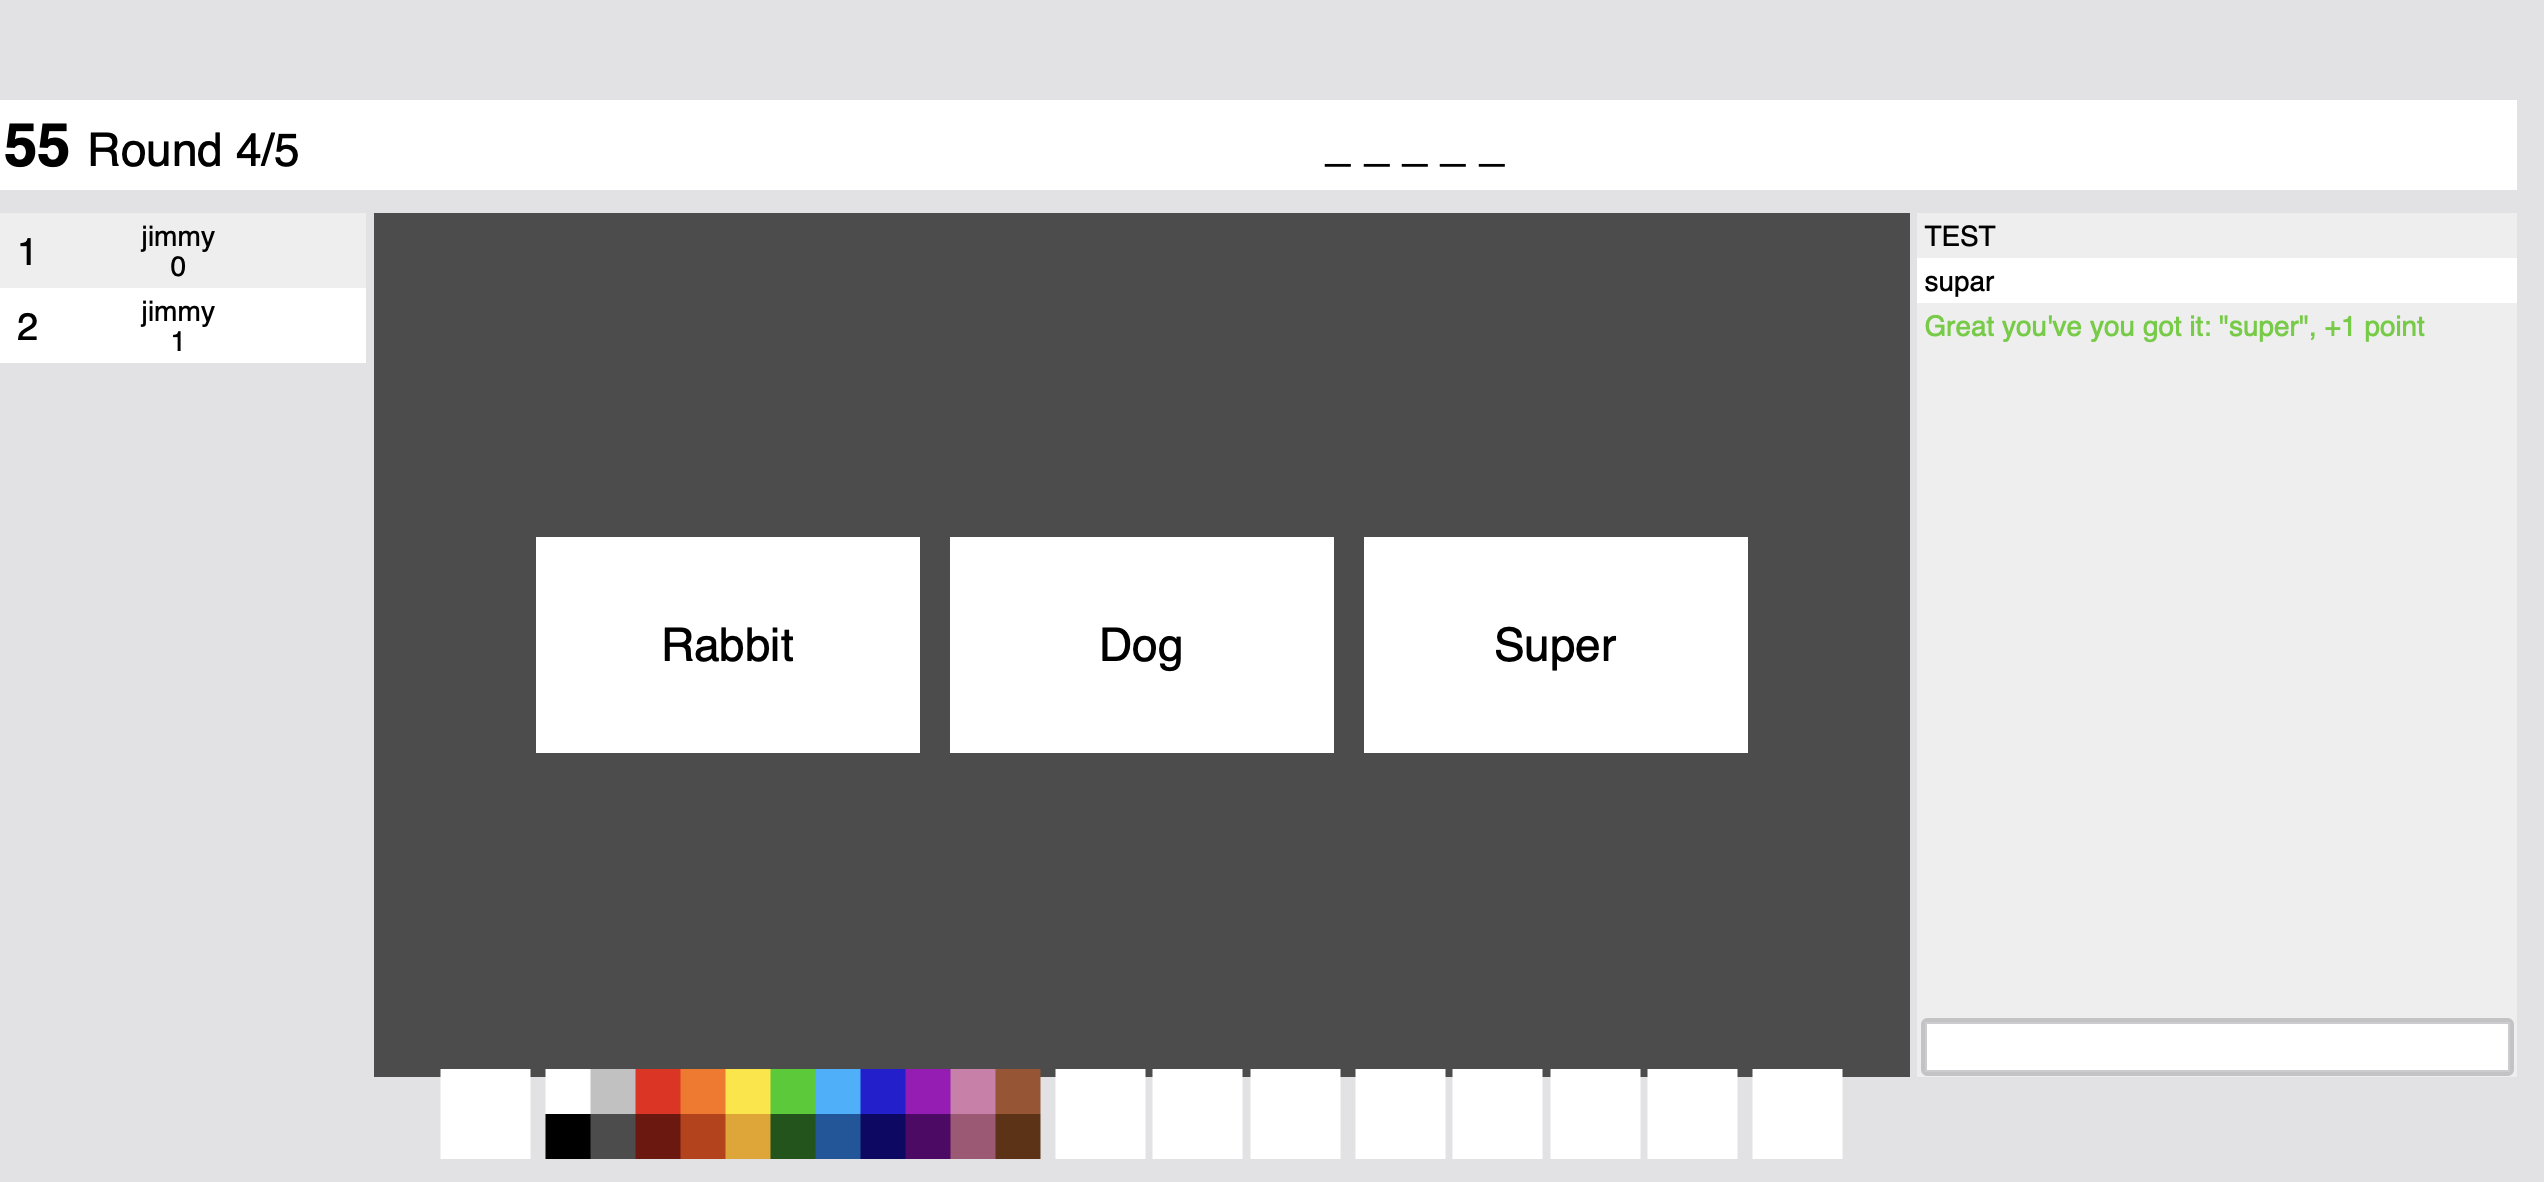 55 Round 4/5
_ _ _ _ _
1
jimmy
0
2
jimmy
1
Rabbit
Dog
Super
TEST
supar
Great you've you got it: "super", +1 point